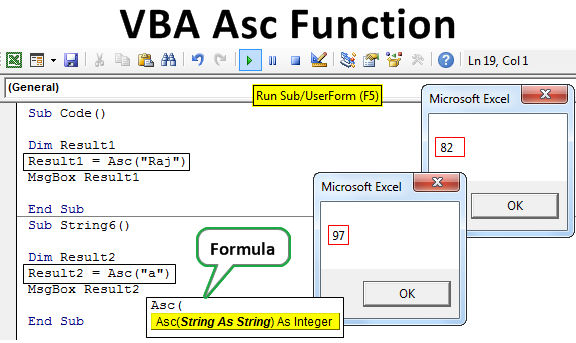 VBA Asc Function
Ln 19, Col 1
(General)
Run Sub/UserForm (F5)
Sub Code()
Dim Result1
Result1 = Asc("Raj")
MsgBox Result1
End Sub
Sub String6()
Dim Result2
Result2 = Asc("a")
MsgBox Result2
End Sub
Formula
Asc(
Asc(String As String) As Integer
Microsoft Excel
82
OK
Microsoft Excel
97
OK